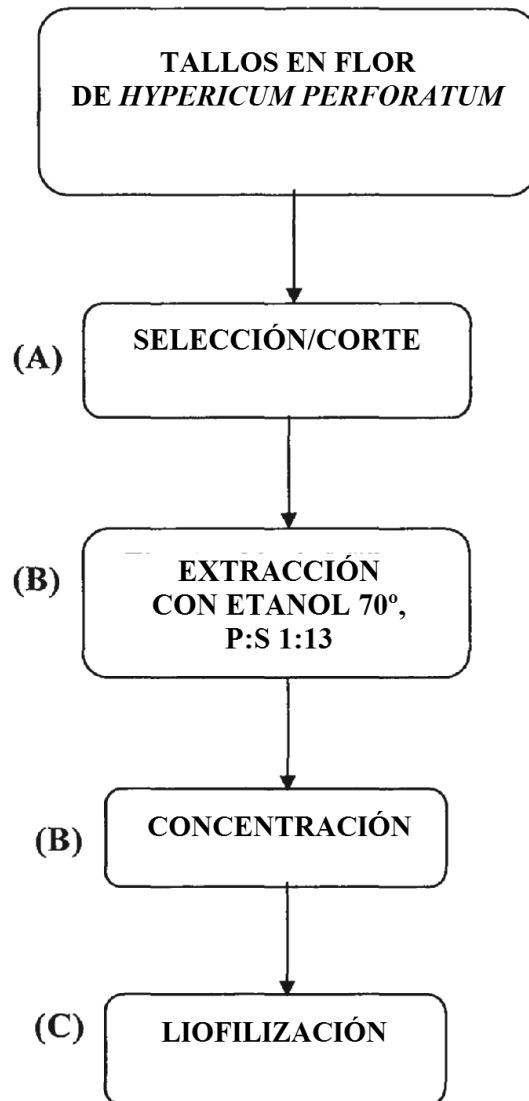 TALLOS EN FLOR
DE HYPERICUM PERFORATUM
(A)
SELECCIÓN/CORTE
(B)
EXTRACCIÓN
CON ETANOL 70º,
P:S 1:13
(B)
CONCENTRACIÓN
(C)
LIOFILIZACIÓN